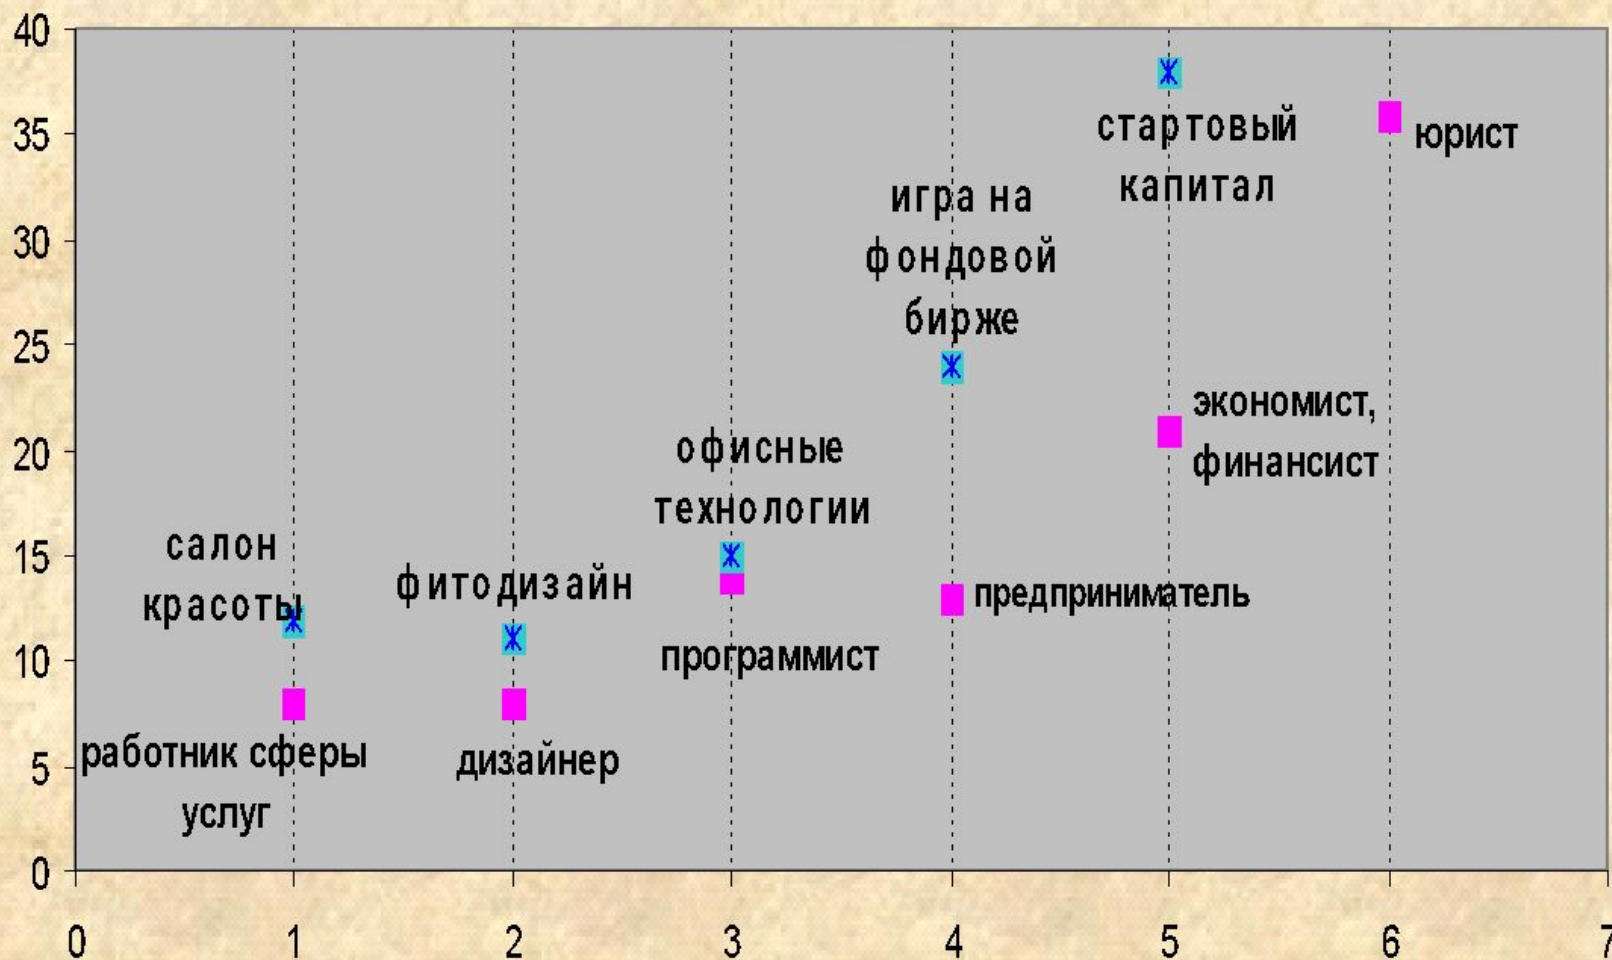 40
35
30
25
20
15
10
5
0
стартовый
капитал
юрист
игра на
фондовой
бирже
экономист,
финансист
офисные
технологии
салон
красоты
фитодизайн
предприниматель
программист
работник сферы
услуг
дизайнер
0 1 2 3 4 5 6 7